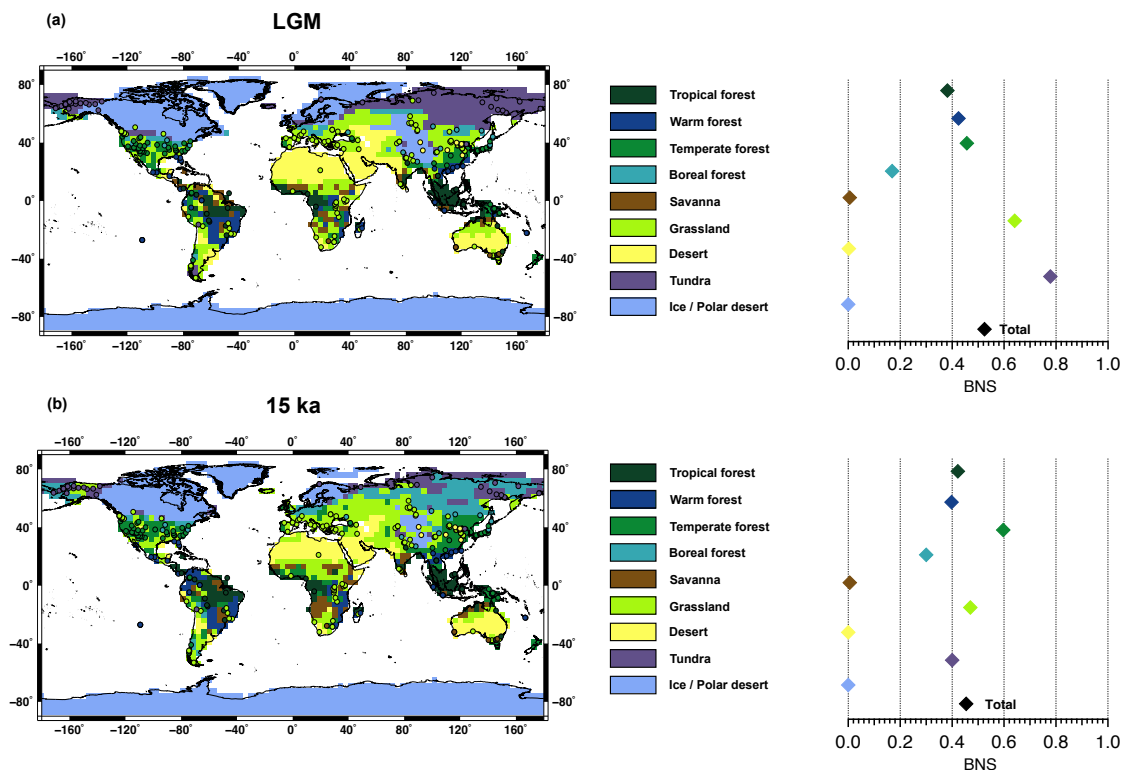 (a)
LGM
−160˚ −120˚ −80˚ −40˚ 0˚ 40˚ 80˚ 120˚ 160˚
80˚ 80˚
40˚ 40˚
0˚ 0˚
−40˚ −40˚
−80˚ −80˚
−160˚ −120˚ −80˚ −40˚ 0˚ 40˚ 80˚ 120˚ 160˚
Tropical forest
Warm forest
Temperate forest
Boreal forest
Savanna
Grassland
Desert
Tundra
Ice / Polar desert
Total
0.0 0.2 0.4 0.6 0.8 1.0
BNS
(b)
15 ka
−160˚ −120˚ −80˚ −40˚ 0˚ 40˚ 80˚ 120˚ 160˚
80˚ 80˚
40˚ 40˚
0˚ 0˚
−40˚ −40˚
−80˚ −80˚
−160˚ −120˚ −80˚ −40˚ 0˚ 40˚ 80˚ 120˚ 160˚
Tropical forest
Warm forest
Temperate forest
Boreal forest
Savanna
Grassland
Desert
Tundra
Ice / Polar desert
Total
0.0 0.2 0.4 0.6 0.8 1.0
BNS